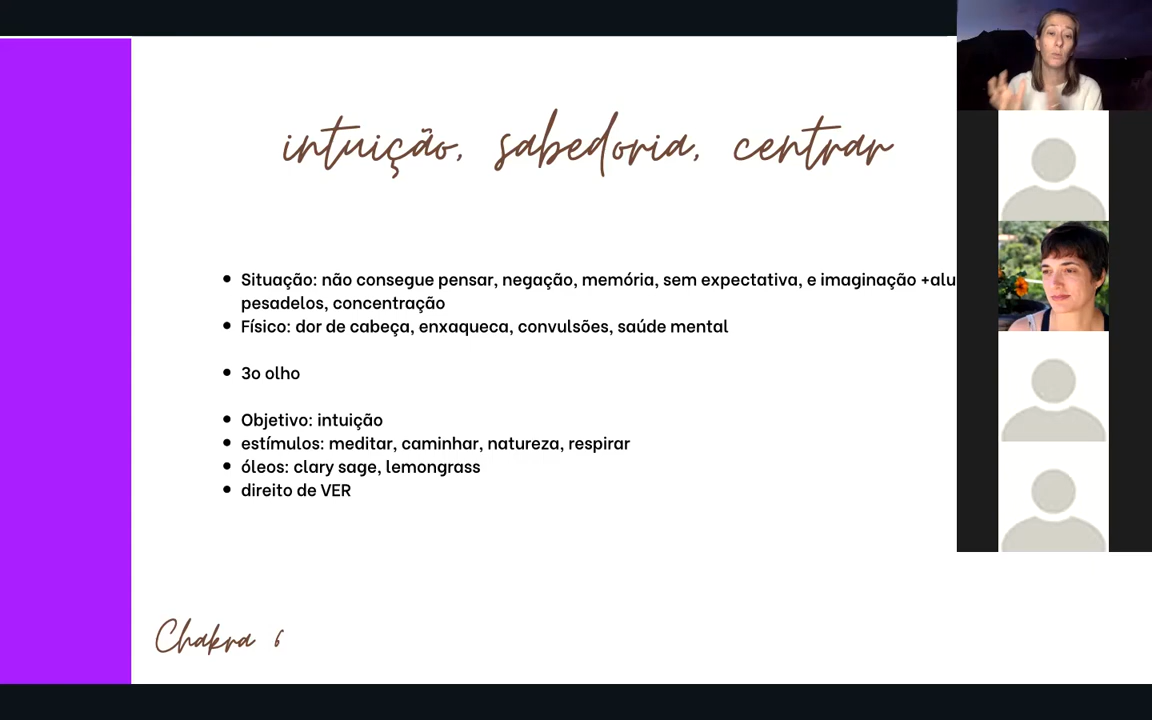 intuição, sabedoria, centrar
Situação: não consegue pensar, negação, memória, sem expectativa, e imaginação
pesadelos, concentração
Físico: dor de cabeça, enxaqueca, convulsões, saúde mental
3o olho
Objetivo: intuição
estímulos: meditar, caminhar, natureza, respirar
óleos: clary sage, lemongrass
direito de VER
Chakra 6